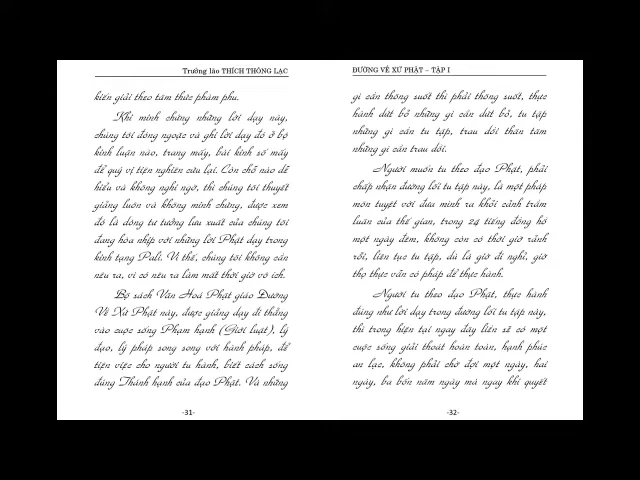 Trưởng lão THÍCH THÔNG LẠC
kiến giải theo tâm thức phàm phu.
Khi minh chứng những lời dạy này,
chúng tôi đóng ngoặc và ghi lời dạy đó ở bộ
kinh luận nào, trang mấy, bài kinh số mấy
để quý vị tiện nghiên cứu lại. Còn chỗ nào dễ
hiểu và không nghi ngờ, thì chúng tôi thuyết
giảng luôn và không minh chứng, được xem
đó là dòng tư tưởng lưu xuất của chúng tôi
đang hòa nhịp với những lời Phật dạy trong
kinh tạng Pali. Vì thế, chúng tôi không cần
nêu ra, vì có nêu ra làm mất thời giờ vô ích.
Bộ sách Văn Hoá Phật giáo Đường
Về Xứ Phật này, được giảng dạy đi thẳng
vào cuộc sống Phạm hạnh (Giới luật), lý
đạo, lý pháp song song với hành pháp, để
tiện việc cho người tu hành, biết cách sống
đúng Thánh hạnh của đạo Phật. Và những
-31-
ĐƯỜNG VỀ XỨ PHẬT – TẬP I
gì cần thông suốt thì phải thông suốt, thực
hành dứt bỏ những gì cần dứt bỏ, tu tập
những gì cần tu tập, trau dồi thân tâm
những gì cần trau dồi.
Người muốn tu theo đạo Phật, phải
chấp nhận đường lối tu tập này, là một pháp
môn tuyệt vời đưa mình ra khỏi cảnh trầm
luân của thế gian, trong 24 tiếng đồng hồ
một ngày đêm, không còn có thời giờ rảnh
rỗi, liên tục tu tập, dù là giờ đi nghỉ, giờ
thọ thực vẫn có pháp để thực hành.
Người tu theo đạo Phật, thực hành
đúng như lời dạy trong đường lối tu tập này,
thì trong hiện tại ngay đây liền sẽ có một
cuộc sống giải thoát hoàn toàn, hạnh phúc
an lạc, không phải chờ đợi một ngày, hai
ngày, ba bốn năm ngày mà ngay khi quyết
-32-